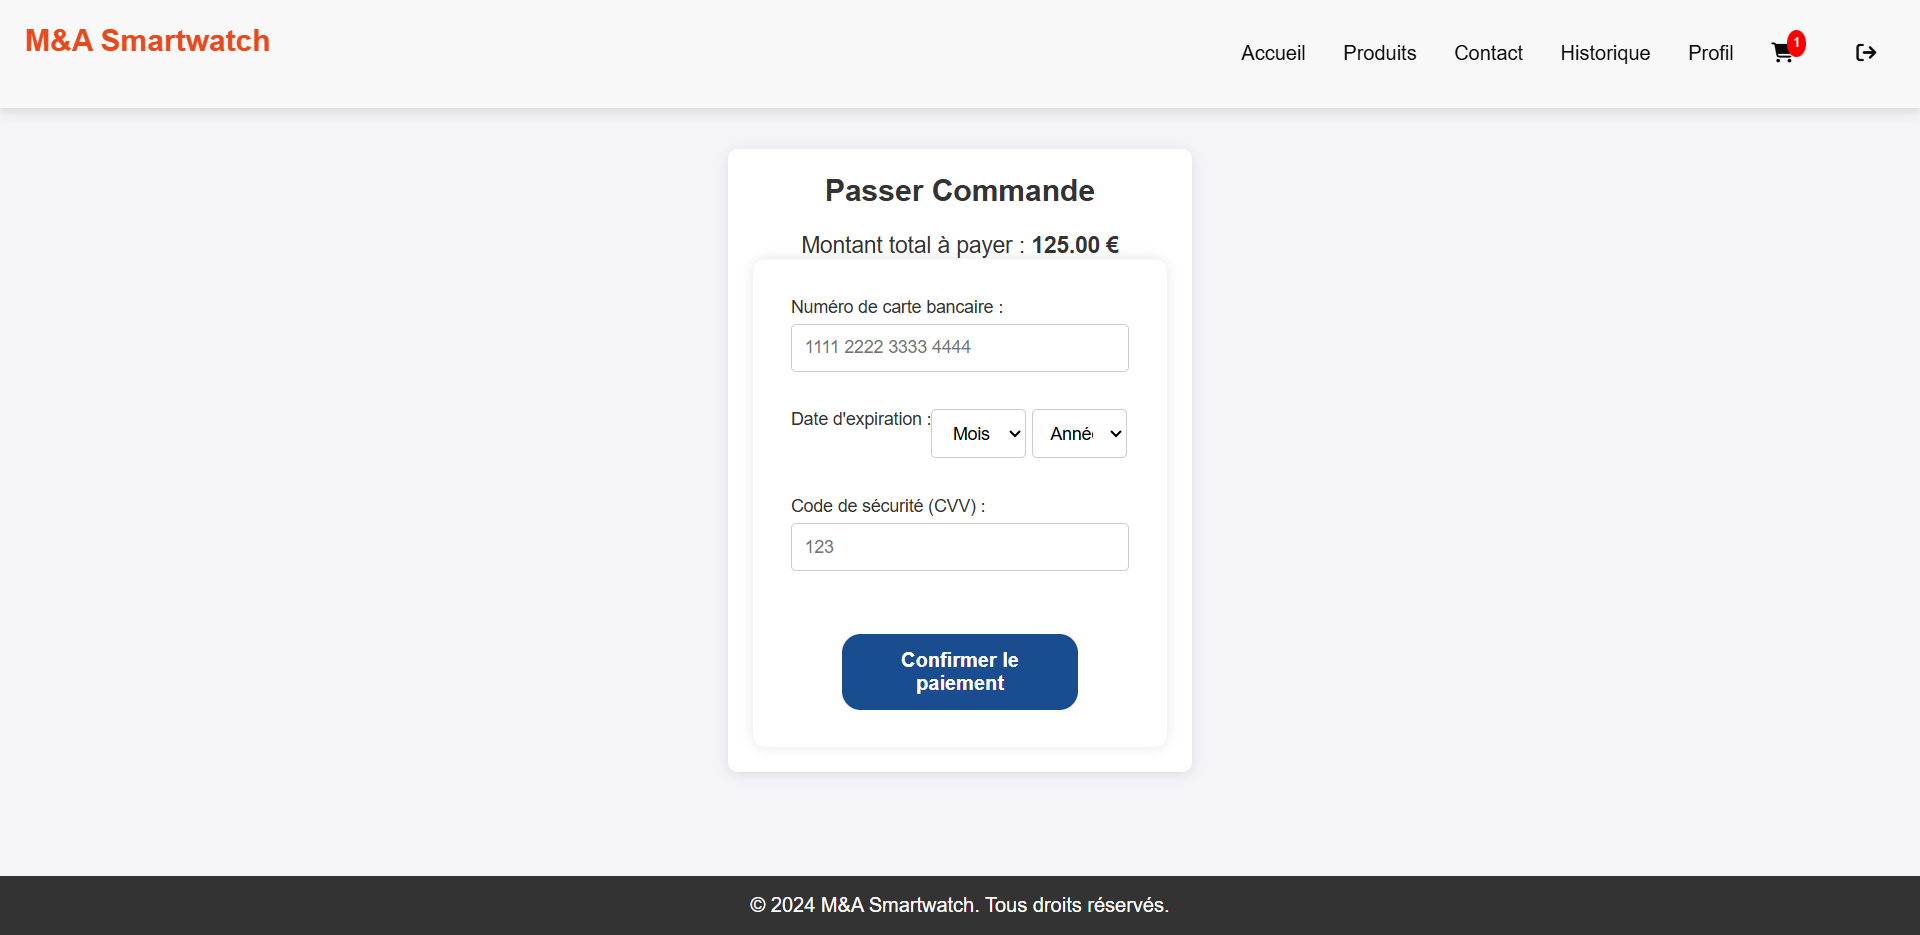 M&A Smartwatch
Accueil Produits Contact Historique Profil 1
Passer Commande
Montant total à payer : 125.00 €
Numéro de carte bancaire :
1111 2222 3333 4444
Date d'expiration : Mois Anné
Code de sécurité (CVV) :
123
Confirmer le
paiement
© 2024 M&A Smartwatch. Tous droits réservés.